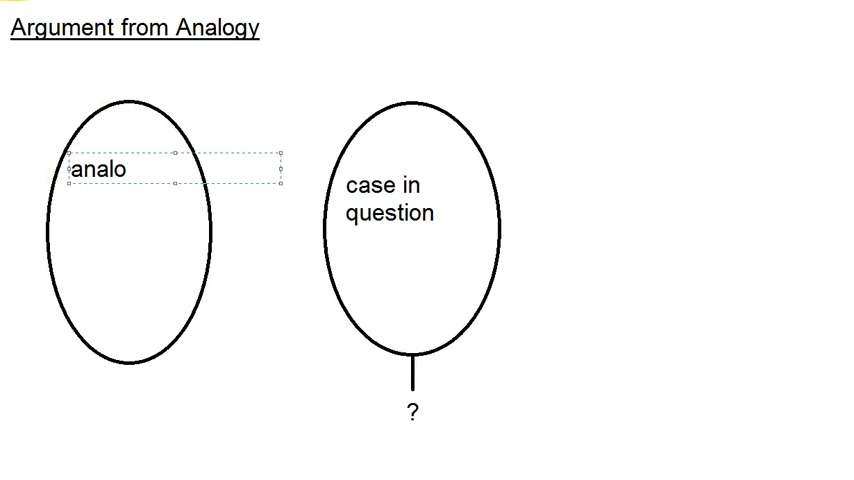 Argument from Analogy
analo
case in
question
?